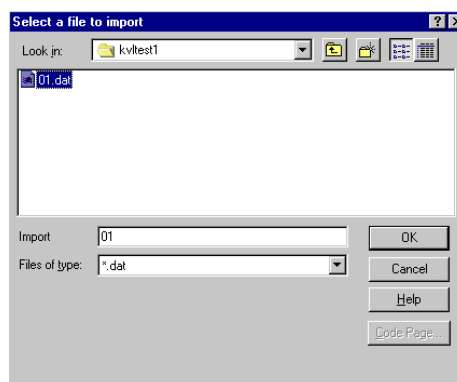 Select a file to import
Look in: kvltest1
01.dat
Import 01 OK
Files of type: *.dat Cancel
Help
Code Page...